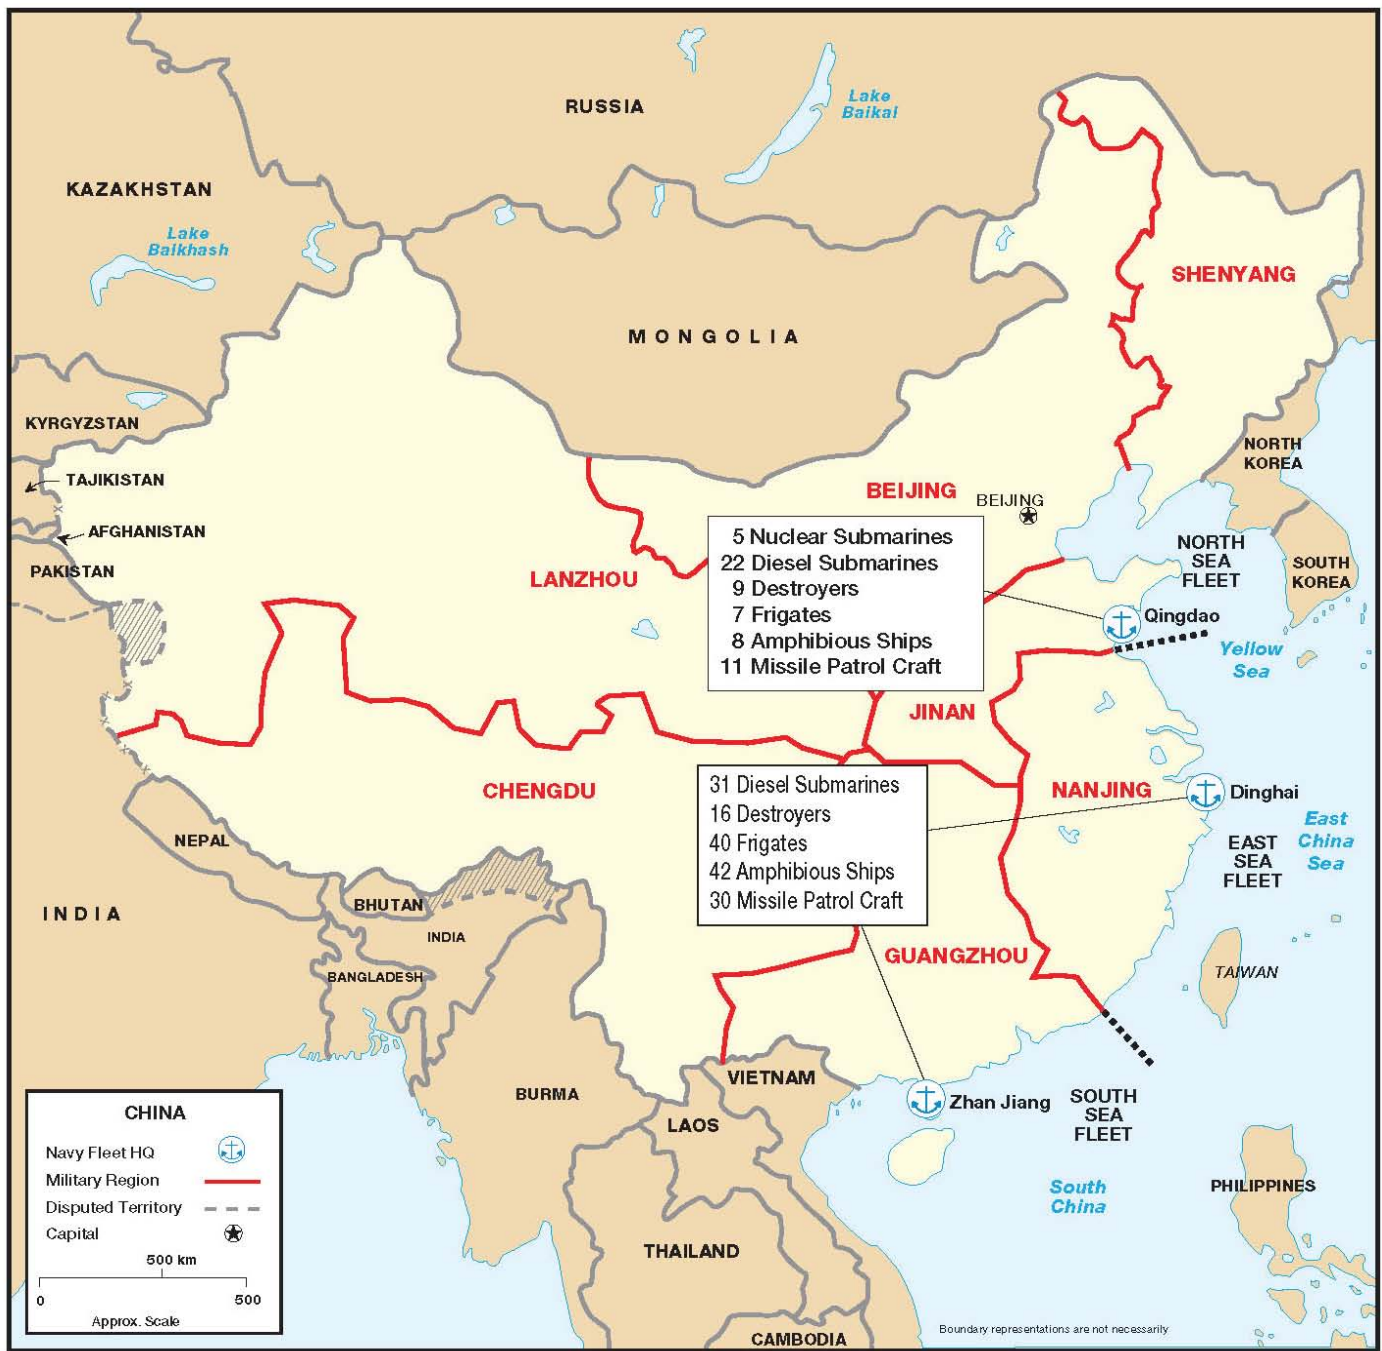 RUSSIA
Lake
Baikal
KAZAKHSTAN
Lake
Baikhash
SHENYANG
MONGOLIA
KYRGYZSTAN
NORTH
KOREA
TAJIKISTAN
BEIJING
BEIJING
AFGHANISTAN
PAKISTAN
LANZHOU
5 Nuclear Submarines
22 Diesel Submarines
9 Destroyers
7 Frigates
8 Amphibious Ships
11 Missile Patrol Craft
NORTH
SEA
FLEET
SOUTH
KOREA
Qingdao
Yellow
Sea
JINAN
CHENGDU
31 Diesel Submarines
16 Destroyers
40 Frigates
42 Amphibious Ships
30 Missile Patrol Craft
NANJING
Dinghai
East
China
Sea
EAST
SEA
FLEET
NEPAL
INDIA
BHUTAN
INDIA
BANGLADESH
GUANGZHOU
TAIWAN
BURMA
VIETNAM
LAOS
Zhan Jiang
SOUTH
SEA
FLEET
South
China
PHILIPPINES
THAILAND
CAMBODIA
CHINA
Navy Fleet HQ
Military Region
Disputed Territory
Capital
500 km
0
500
Approx. Scale
Boundary representations are not necessarily